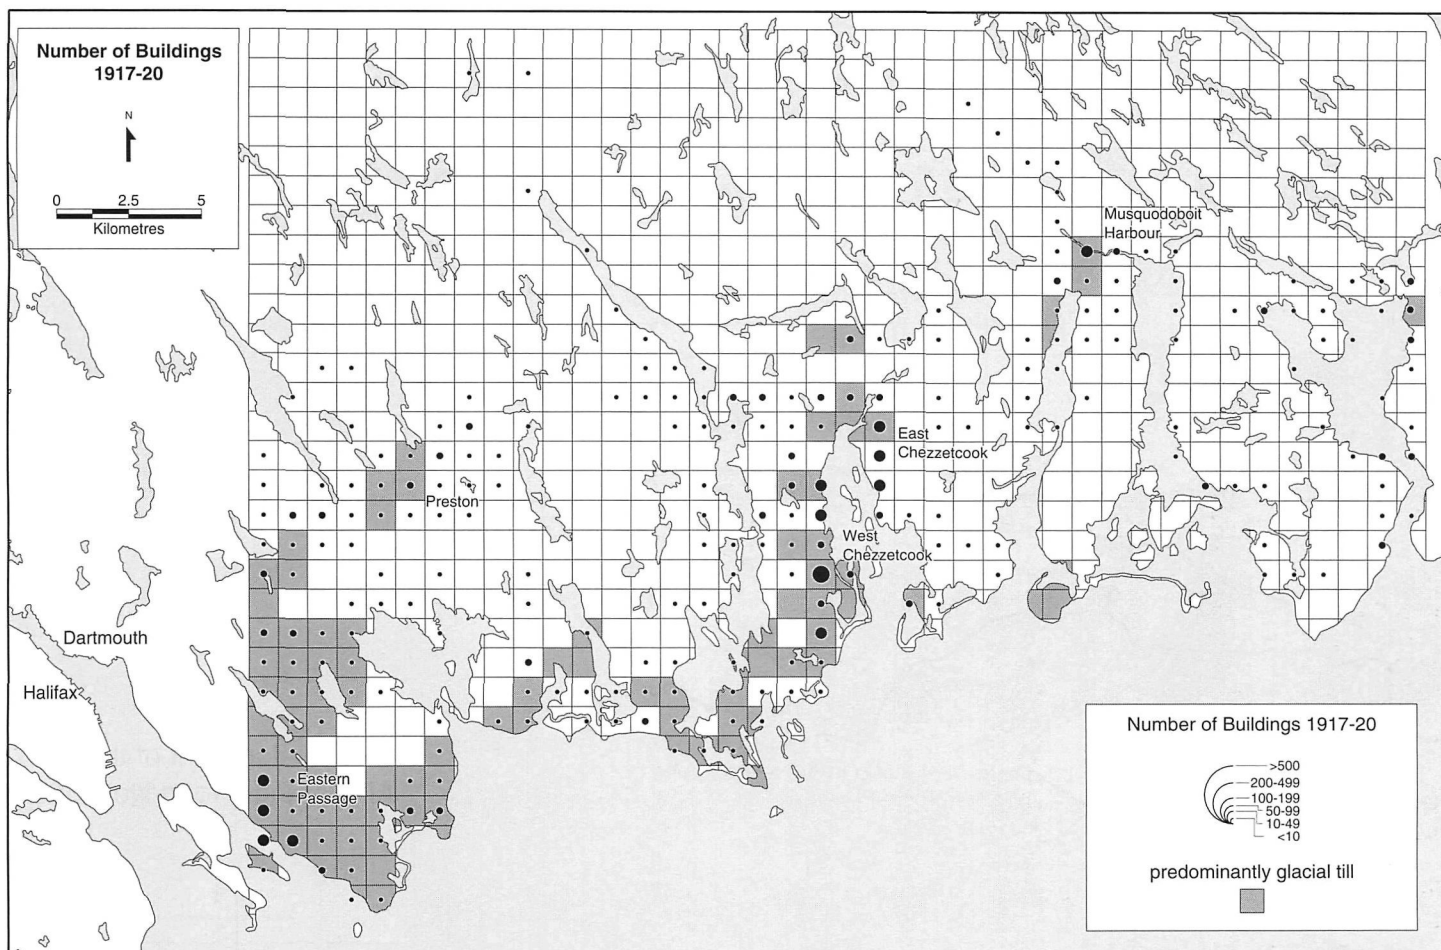 Number of Buildings
1917-20
N
0 2.5 5
Kilometres
Musquodoboit
Harbour
East
Chezzetcook
Preston
West
Chezzetcook
Dartmouth
Halifax
Eastern
Passage
Number of Buildings 1917-20
>500
200-499
100-199
50-99
10-49
<10
predominantly glacial till